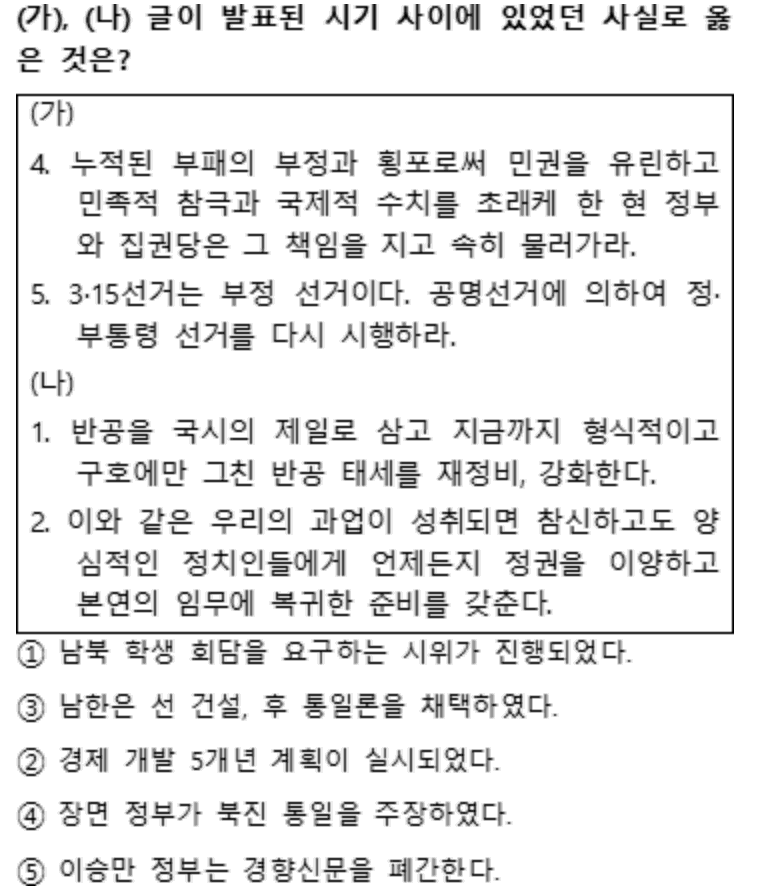 (가), (나) 글이 발표된 시기 사이에 있었던 사실로 옳
은 것은?
(가)
4. 누적된 부패의 부정과 횡포로써 민권을 유린하고
민족적 참극과 국제적 수치를 초래케 한 현 정부
와 집권당은 그 책임을 지고 속히 물러가라.
5. 3·15선거는 부정 선거이다. 공명선거에 의하여 정·
부통령 선거를 다시 시행하라.
(나)
1. 반공을 국시의 제일로 삼고 지금까지 형식적이고
구호에만 그친 반공 태세를 재정비, 강화한다.
2. 이와 같은 우리의 과업이 성취되면 참신하고도 양
심적인 정치인들에게 언제든지 정권을 이양하고
본연의 임무에 복귀한 준비를 갖춘다.
① 남북 학생 회담을 요구하는 시위가 진행되었다.
③ 남한은 선 건설, 후 통일론을 채택하였다.
② 경제 개발 5개년 계획이 실시되었다.
④ 장면 정부가 북진 통일을 주장하였다.
⑤ 이승만 정부는 경향신문을 폐간한다.